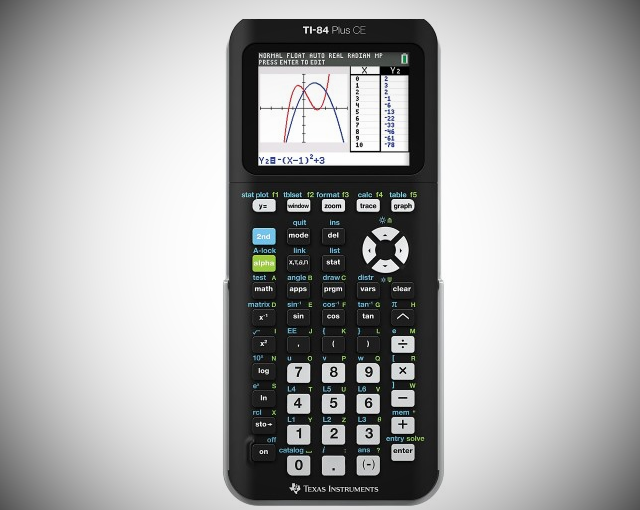 TI-84 Plus CE
NORMAL FLOAT AUTO REAL RADIAN MP
PRESS ENTER TO EDIT
X Y2
0 2
1 3
2 2
3 -1
4 -6
5 -13
6 -22
7 -33
8 -46
9 -61
10 -78
Y2=-(X-1)²+3
stat plot f1 tblset f2 format f3 calc f4 table f5
y= window zoom trace graph
quit ins
2nd mode del
A-lock link list
alpha X,T,θ,n stat
test A angle B draw C distr
math apps prgm vars clear
matrix D sin⁻¹ E cos⁻¹ F tan⁻¹ G π H
x⁻¹ sin cos tan ^
√ I EE J { K } L e M
x² , ( ) ÷
10ˣ N u O v P w Q [ R
log 7 8 9 ×
eˣ S L4 T L5 U L6 V ] W
ln 4 5 6 −
rcl X L1 Y L2 Z L3 θ mem "
sto→ 1 2 3 +
off catalog i : ans ? entry solve
on 0 . (-) enter
TEXAS INSTRUMENTS